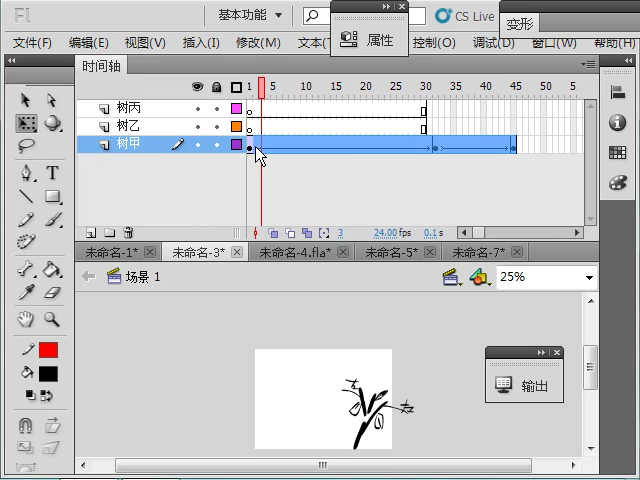 Fl 基本功能 CS Live 变形
文件(F) 编辑(E) 视图(V) 插入(I) 修改(M) 文本(T 属性 控制(O) 调试(D) 窗口(W) 帮助(H)
时间轴
1 5 10 15 20 25 30 35 40 45 50 5
树丙
树乙
树甲
3 24.00 fps 0.1 s
未命名-1* 未命名-3* 未命名-4.fla* 未命名-5* 未命名-7*
场景 1 25%
输出